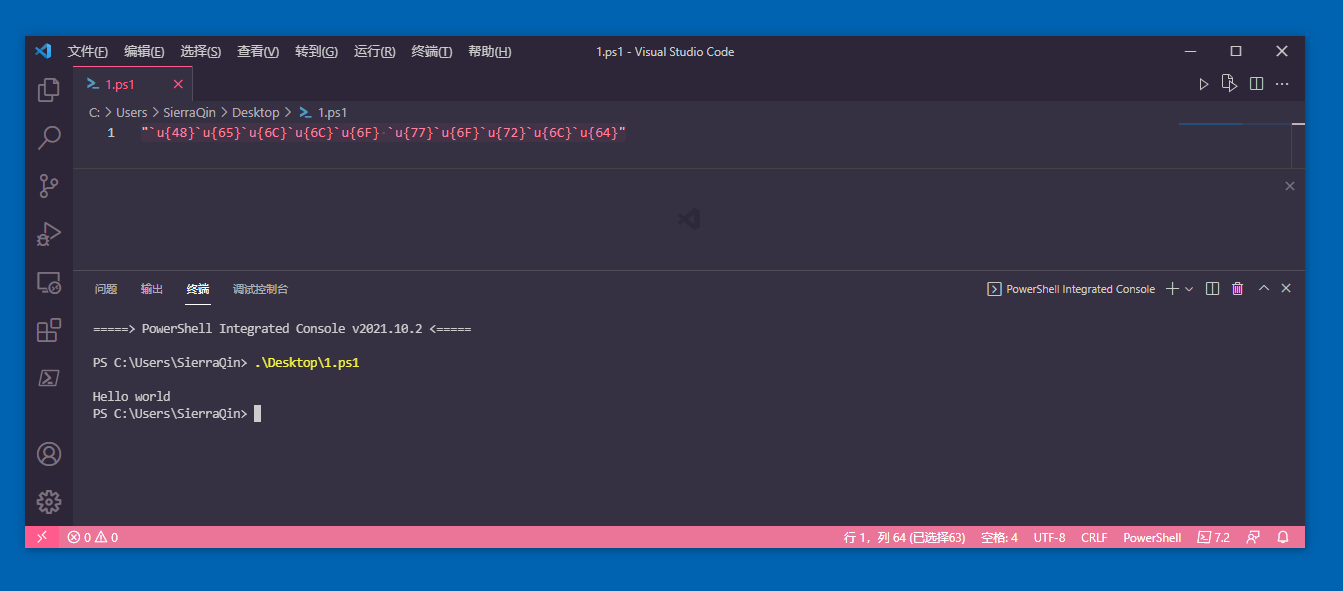 文件(F) 编辑(E) 选择(S) 查看(V) 转到(G) 运行(R) 终端(T) 帮助(H) 1.ps1 - Visual Studio Code
1.ps1
C: > Users > SierraQin > Desktop > 1.ps1
1 "`u{48}`u{65}`u{6C}`u{6C}`u{6F} `u{77}`u{6F}`u{72}`u{6C}`u{64}"
问题 输出 终端 调试控制台 PowerShell Integrated Console
=====> PowerShell Integrated Console v2021.10.2 <=====
PS C:\Users\SierraQin> .\Desktop\1.ps1
Hello world
PS C:\Users\SierraQin>
0 0 行 1，列 64 (已选择63) 空格: 4 UTF-8 CRLF PowerShell 7.2